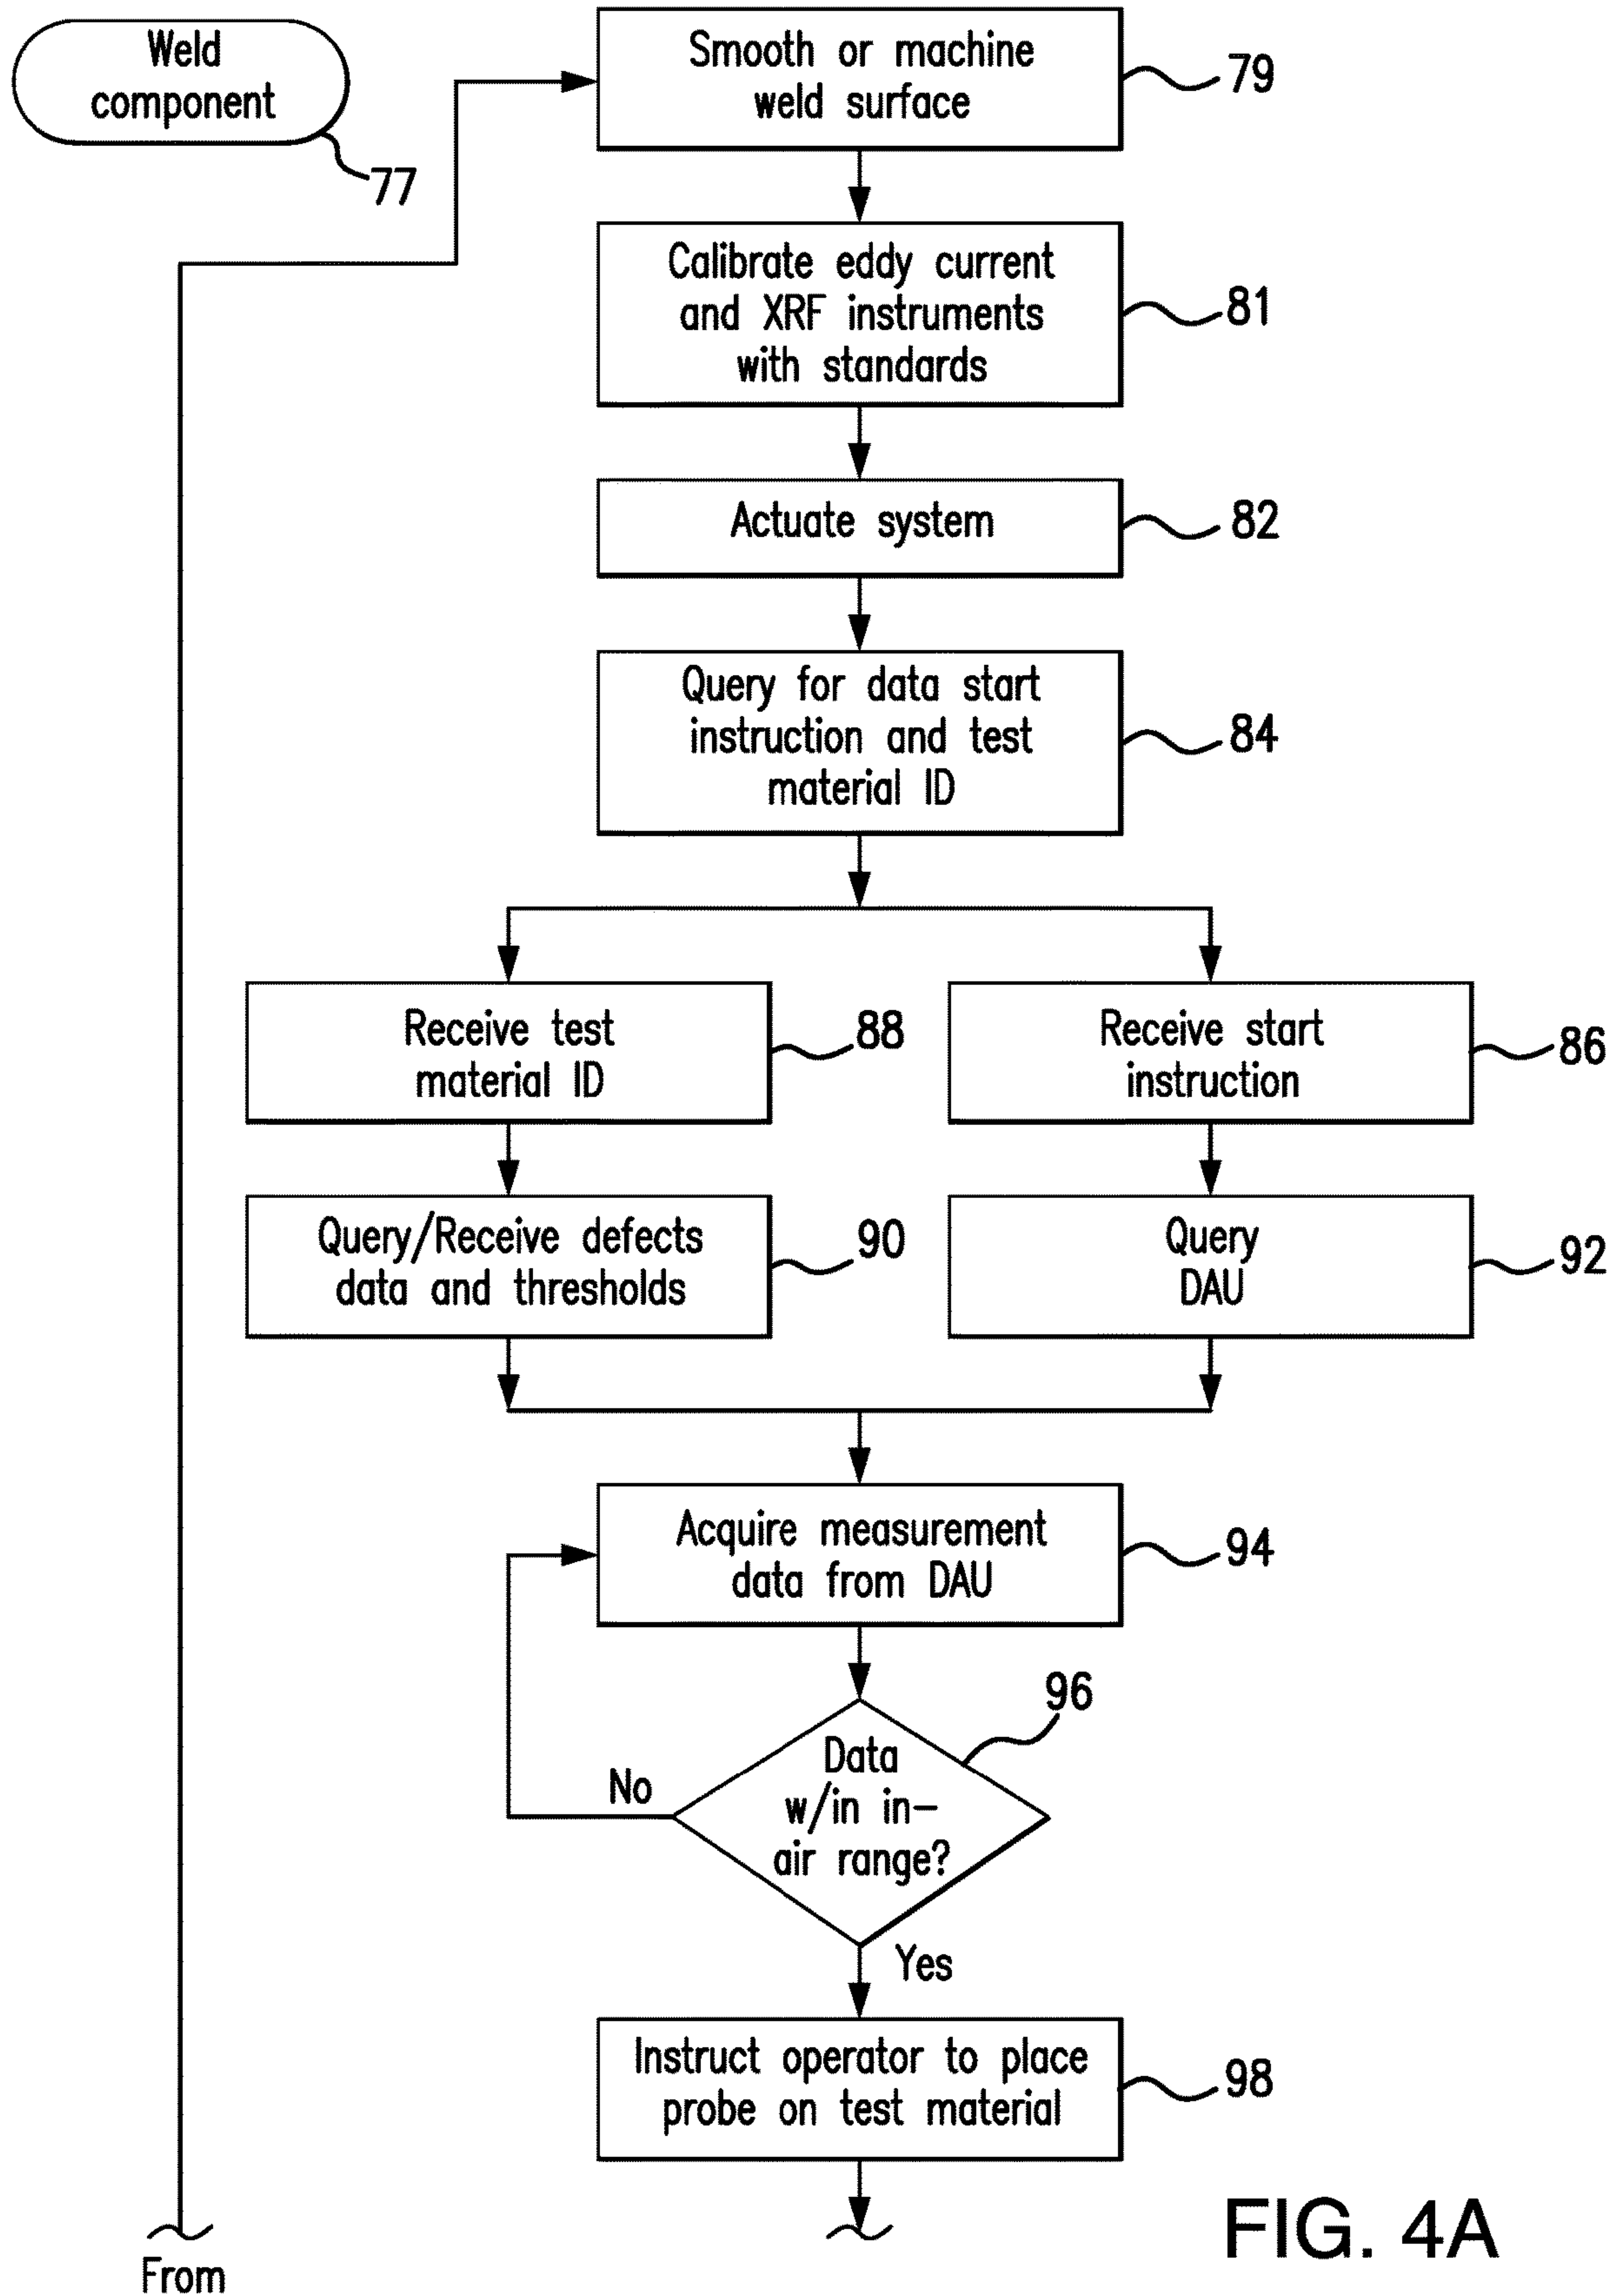 Weld
component
77
Smooth or machine
weld surface
79
Calibrate eddy current
and XRF instruments
with standards
81
Actuate system
82
Query for data start
instruction and test
material ID
84
Receive test
material ID
88
Receive start
instruction
86
Query/Receive defects
data and thresholds
90
Query
DAU
92
Acquire measurement
data from DAU
94
Data
w/in in-
air range?
96
No
Yes
Instruct operator to place
probe on test material
98
From
FIG. 4A